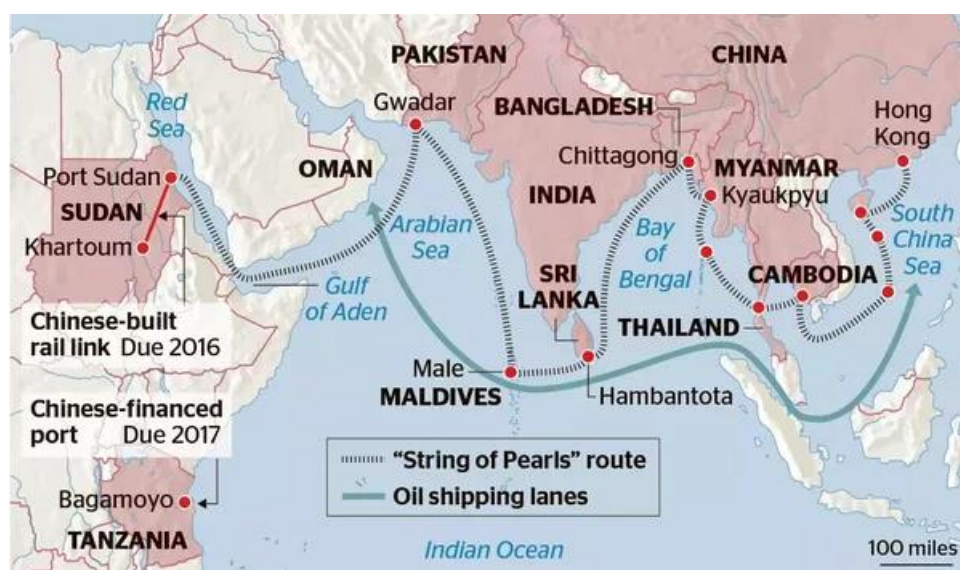 PAKISTAN
CHINA
Gwadar
BANGLADESH
Hong
Kong
Red
Sea
Chittagong
MYANMAR
OMAN
Port Sudan
INDIA
Kyaukpyu
SUDAN
Arabian
Sea
Bay
of
Bengal
South
China
Sea
Khartoum
SRI
LANKA
CAMBODIA
Gulf
of Aden
THAILAND
Chinese-built
rail link Due 2016
Male
MALDIVES
Hambantota
Chinese-financed
port Due 2017
"String of Pearls" route
Oil shipping lanes
Bagamoyo
TANZANIA
Indian Ocean
100 miles